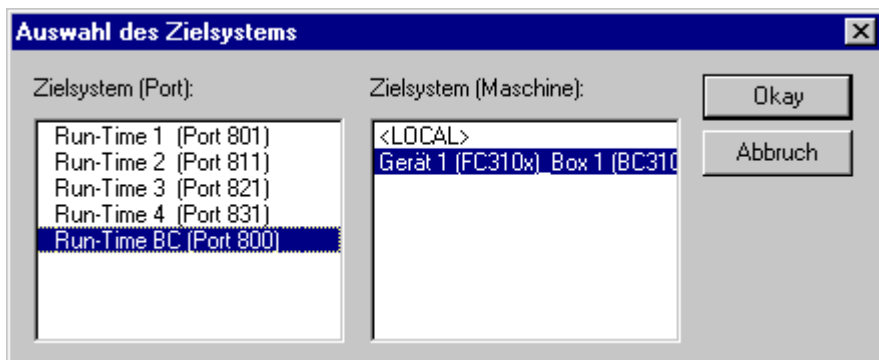 Auswahl des Zielsystems
Zielsystem (Port):
Run-Time 1 (Port 801)
Run-Time 2 (Port 811)
Run-Time 3 (Port 821)
Run-Time 4 (Port 831)
Run-Time BC (Port 800)
Zielsystem (Maschine):
<LOCAL>
Gerät 1 (FC310x)_Box 1 (BC310
Okay
Abbruch